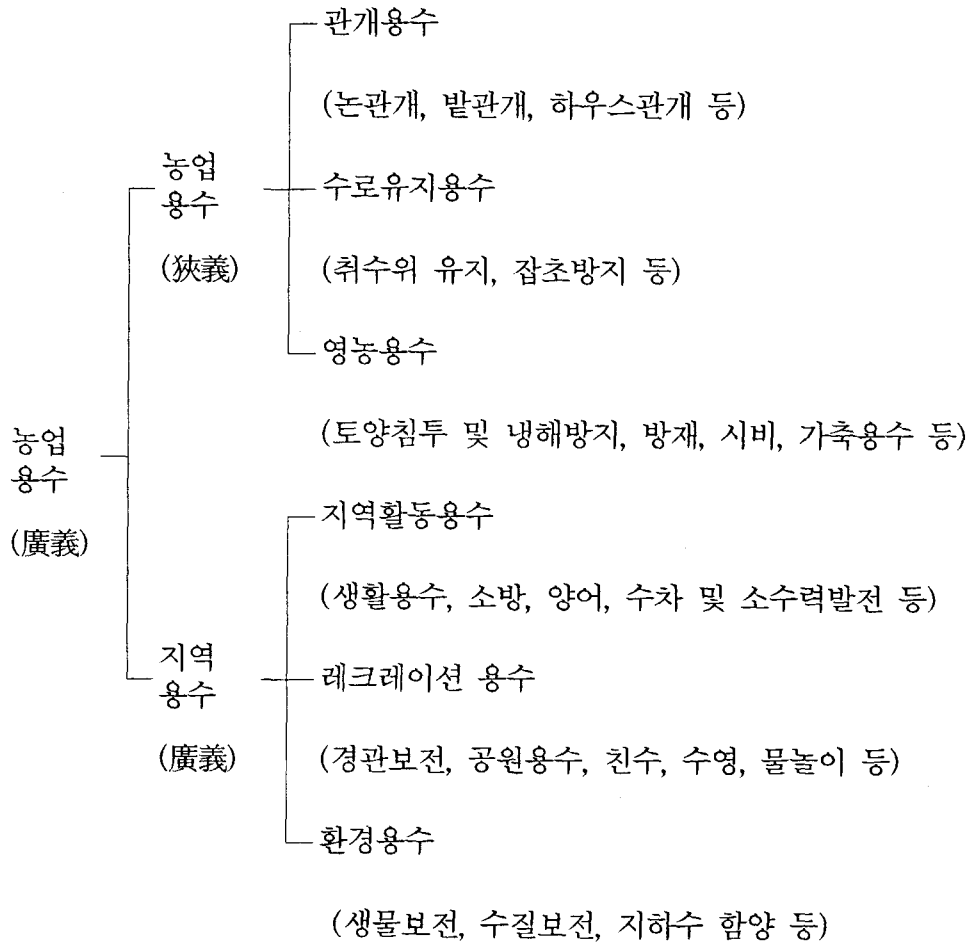 관개용수
(논관개, 밭관개, 하우스관개 등)
농업
용수
(狹義)
수로유지용수
(취수위 유지, 잡초방지 등)
영농용수
(토양침투 및 냉해방지, 방재, 시비, 가축용수 등)
농업
용수
(廣義)
지역활동용수
(생활용수, 소방, 양어, 수차 및 소수력발전 등)
지역
용수
(廣義)
레크레이션 용수
(경관보전, 공원용수, 친수, 수영, 물놀이 등)
환경용수
(생물보전, 수질보전, 지하수 함양 등)